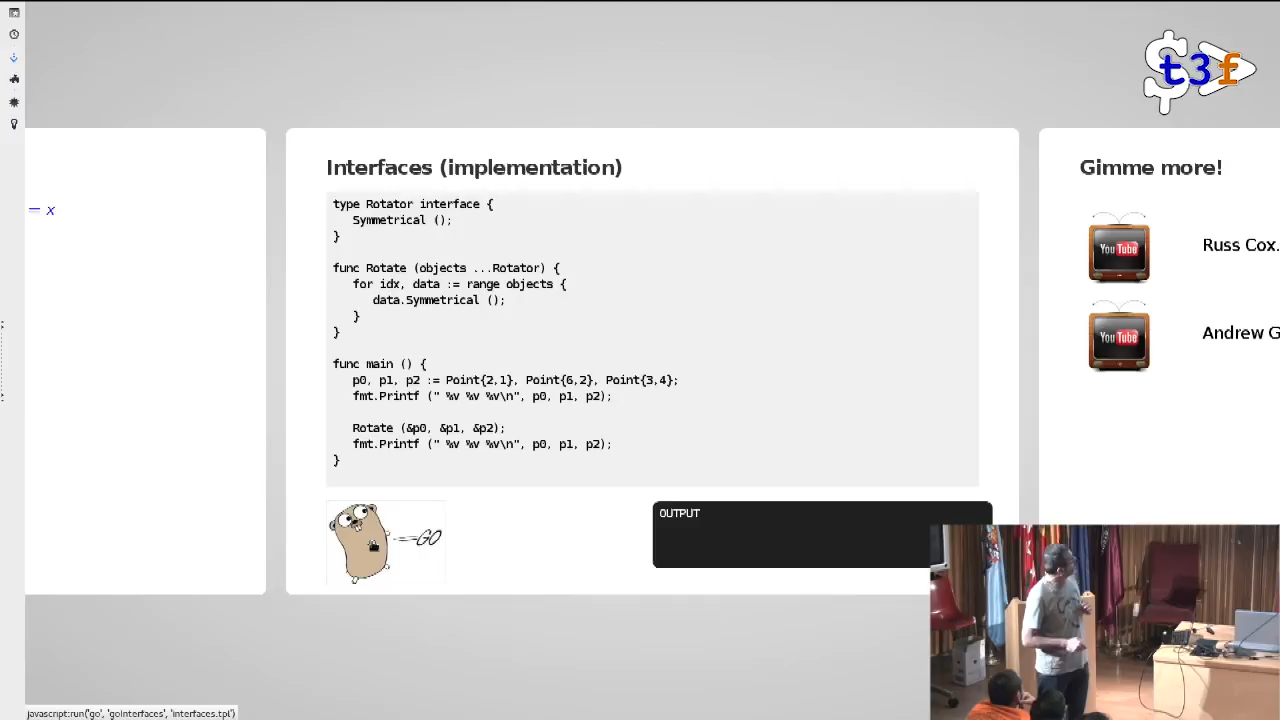 t3f
= x
Interfaces (implementation)
type Rotator interface {
Symmetrical ();
}
func Rotate (objects ...Rotator) {
for idx, data := range objects {
data.Symmetrical ();
}
}
func main () {
p0, p1, p2 := Point{2,1}, Point{6,2}, Point{3,4};
fmt.Printf (" %v %v %v\n", p0, p1, p2);
Rotate (&p0, &p1, &p2);
fmt.Printf (" %v %v %v\n", p0, p1, p2);
}
GO
OUTPUT
Gimme more!
YouTube
Russ Cox.
YouTube
Andrew G
javascript:run('go', 'goInterfaces', 'interfaces.tpl')